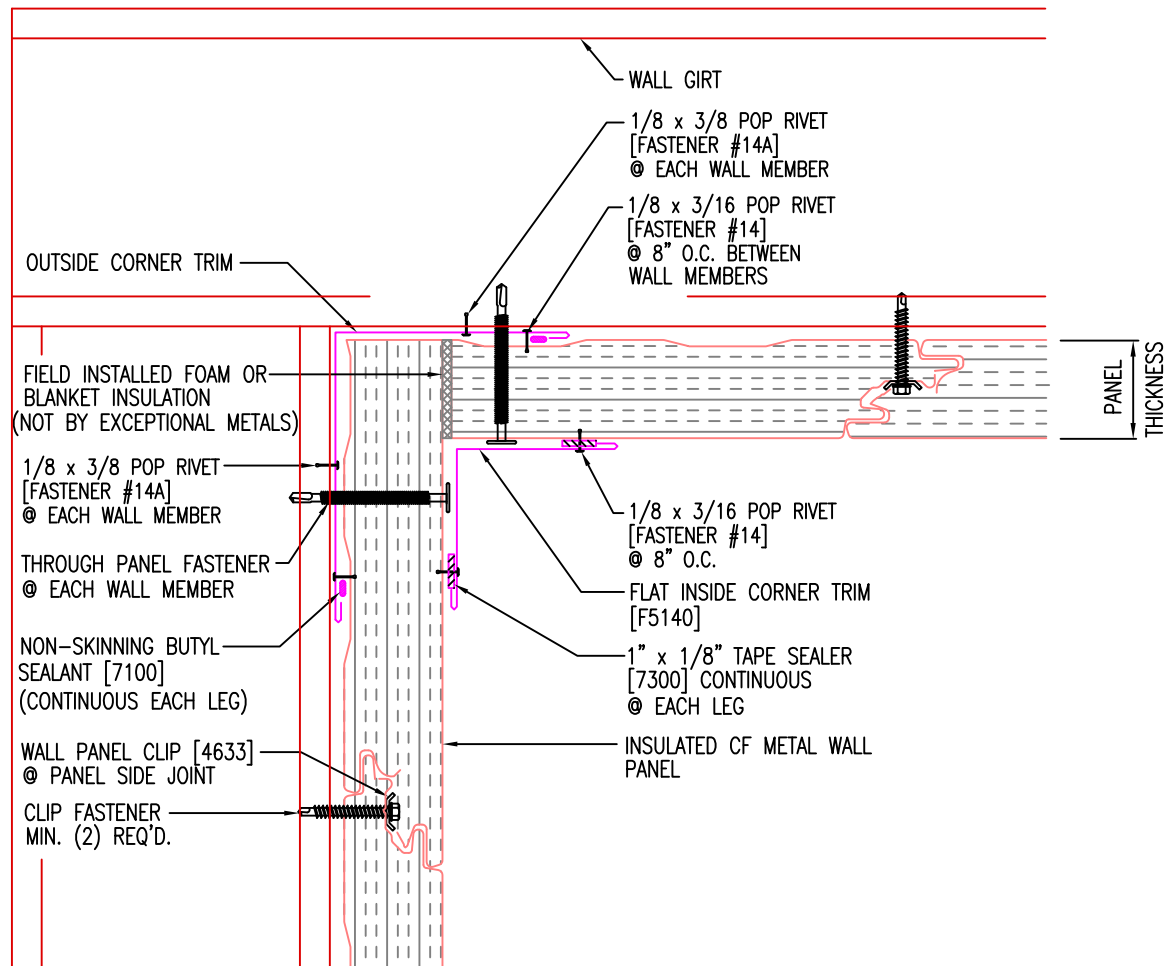 WALL GIRT
1/8 x 3/8 POP RIVET
[FASTENER #14A]
@ EACH WALL MEMBER
1/8 x 3/16 POP RIVET
[FASTENER #14]
@ 8" O.C. BETWEEN
WALL MEMBERS
OUTSIDE CORNER TRIM
FIELD INSTALLED FOAM OR
BLANKET INSULATION
(NOT BY EXCEPTIONAL METALS)
1/8 x 3/8 POP RIVET
[FASTENER #14A]
@ EACH WALL MEMBER
THROUGH PANEL FASTENER
@ EACH WALL MEMBER
NON-SKINNING BUTYL
SEALANT [7100]
(CONTINUOUS EACH LEG)
WALL PANEL CLIP [4633]
@ PANEL SIDE JOINT
CLIP FASTENER
MIN. (2) REQ'D.
PANEL
THICKNESS
1/8 x 3/16 POP RIVET
[FASTENER #14]
@ 8" O.C.
FLAT INSIDE CORNER TRIM
[F5140]
1" x 1/8" TAPE SEALER
[7300] CONTINUOUS
@ EACH LEG
INSULATED CF METAL WALL
PANEL